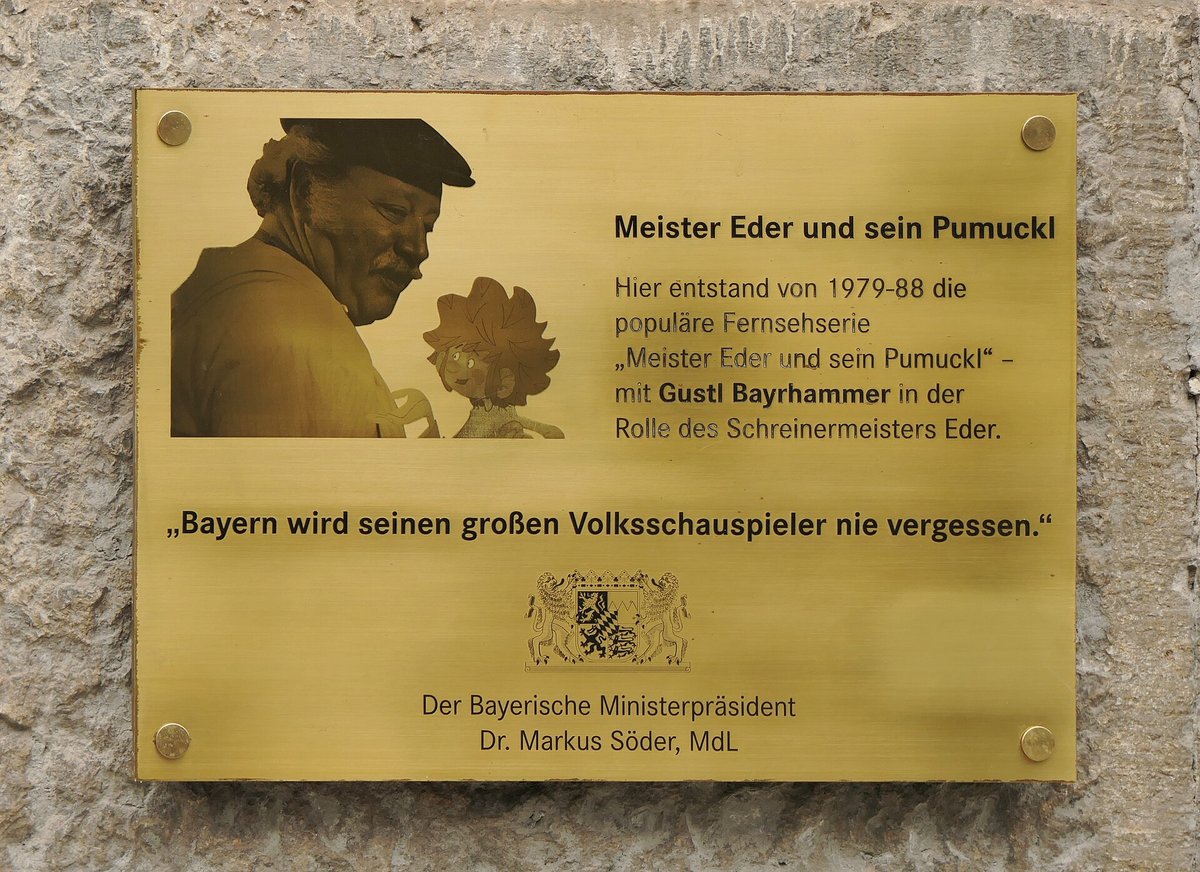 Meister Eder und sein Pumuckl
Hier entstand von 1979-88 die
populäre Fernsehserie
„Meister Eder und sein Pumuckl“ –
mit Gustl Bayrhammer in der
Rolle des Schreinermeisters Eder.
„Bayern wird seinen großen Volksschauspieler nie vergessen.“
Der Bayerische Ministerpräsident
Dr. Markus Söder, MdL